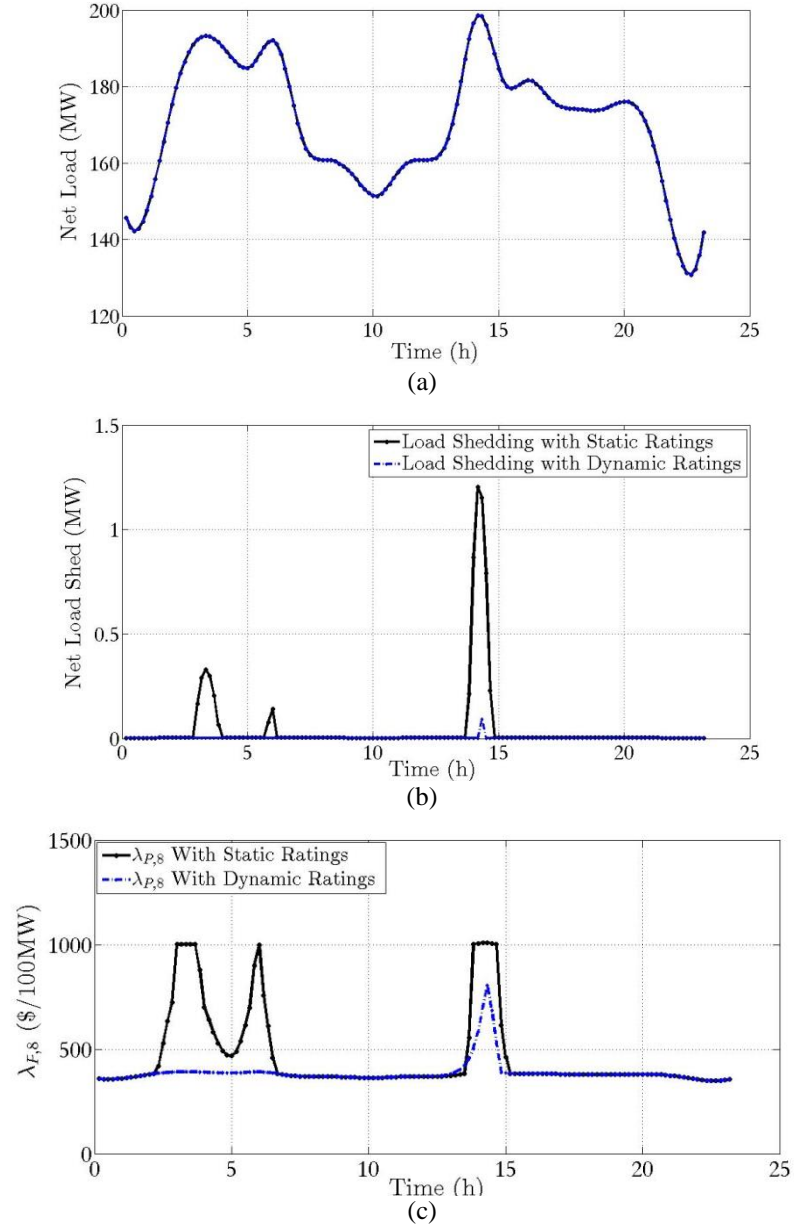 200
180
160
140
120
Net Load (MW)
0
5
10
15
20
25
Time (h)
(a)
1.5
1
0.5
0
Net Load Shed (MW)
Load Shedding with Static Ratings
Load Shedding with Dynamic Ratings
0
5
10
15
20
25
Time (h)
(b)
1500
1000
500
0
λP,8 ($/100MW)
λP,8 With Static Ratings
λP,8 With Dynamic Ratings
0
5
10
15
20
25
Time (h)
(c)